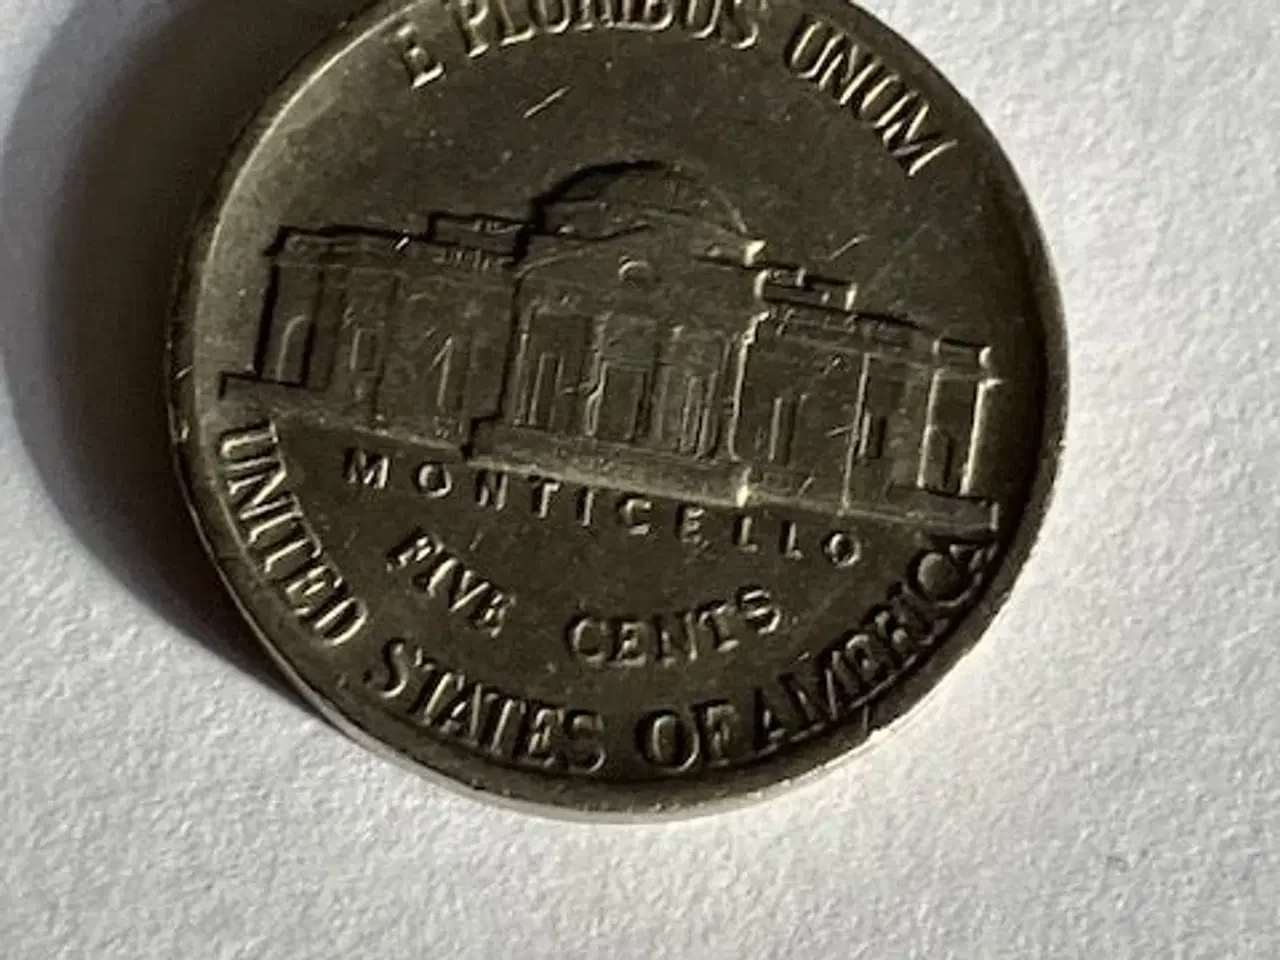 E PLURIBUS UNUM
MONTICELLO
FIVE CENTS
UNITED STATES OF AMERICA